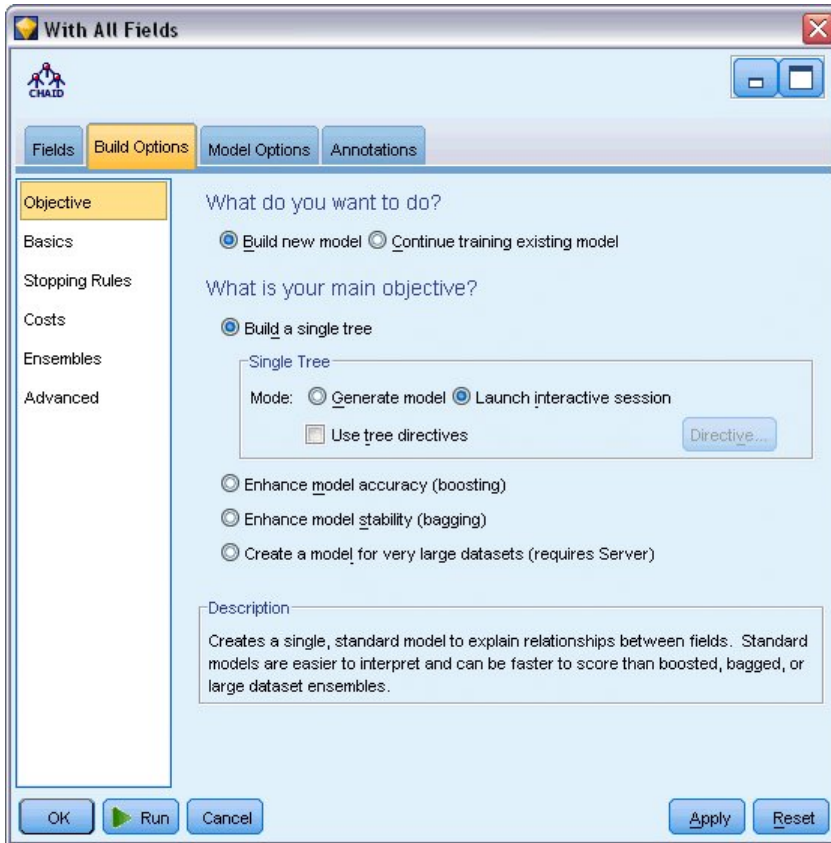 With All Fields
CHAID
Fields Build Options Model Options Annotations
Objective
Basics
Stopping Rules
Costs
Ensembles
Advanced
What do you want to do?
Build new model Continue training existing model
What is your main objective?
Build a single tree
Single Tree
Mode: Generate model Launch interactive session
Use tree directives Directive...
Enhance model accuracy (boosting)
Enhance model stability (bagging)
Create a model for very large datasets (requires Server)
Description
Creates a single, standard model to explain relationships between fields. Standard
models are easier to interpret and can be faster to score than boosted, bagged, or
large dataset ensembles.
OK Run Cancel Apply Reset